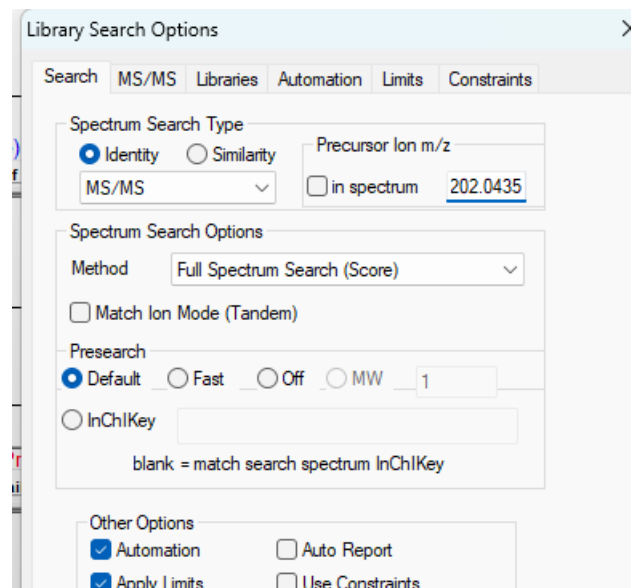 Library Search Options
Search MS/MS Libraries Automation Limits Constraints
Spectrum Search Type
Identity Similarity
MS/MS
Precursor Ion m/z
in spectrum 202.0435
Spectrum Search Options
Method Full Spectrum Search (Score)
Match Ion Mode (Tandem)
Presearch
Default Fast Off MW 1
InChIKey
blank = match search spectrum InChIKey
Other Options
Automation Auto Report
Apply Limits Use Constraints